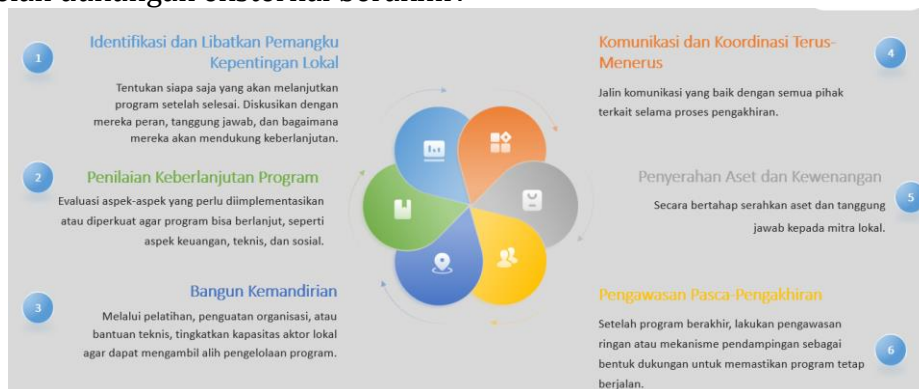 1
Identifikasi dan Libatkan Pemangku
Kepentingan Lokal
Tentukan siapa saja yang akan melanjutkan
program setelah selesai. Diskusikan dengan
mereka peran, tanggung jawab, dan bagaimana
mereka akan mendukung keberlanjutan.
2
Penilaian Keberlanjutan Program
Evaluasi aspek-aspek yang perlu diimplementasikan
atau diperkuat agar program bisa berlanjut, seperti
aspek keuangan, teknis, dan sosial.
3
Bangun Kemandirian
Melalui pelatihan, penguatan organisasi, atau
bantuan teknis, tingkatkan kapasitas aktor lokal
agar dapat mengambil alih pengelolaan program.
Komunikasi dan Koordinasi Terus-
Menerus
4
Jalin komunikasi yang baik dengan semua pihak
terkait selama proses pengakhiran.
Penyerahan Aset dan Kewenangan
5
Secara bertahap serahkan aset dan tanggung
jawab kepada mitra lokal.
Pengawasan Pasca-Pengakhiran
Setelah program berakhir, lakukan pengawasan
ringan atau mekanisme pendampingan sebagai
bentuk dukungan untuk memastikan program tetap
berjalan.
6